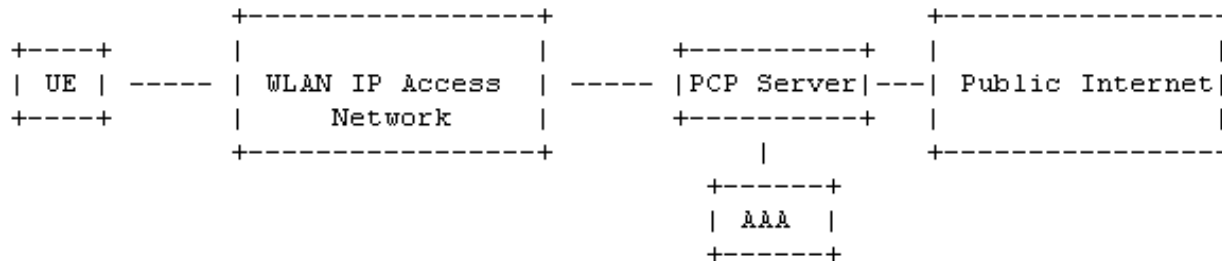 UE
WLAN IP Access
Network
PCP Server
Public Internet
AAA